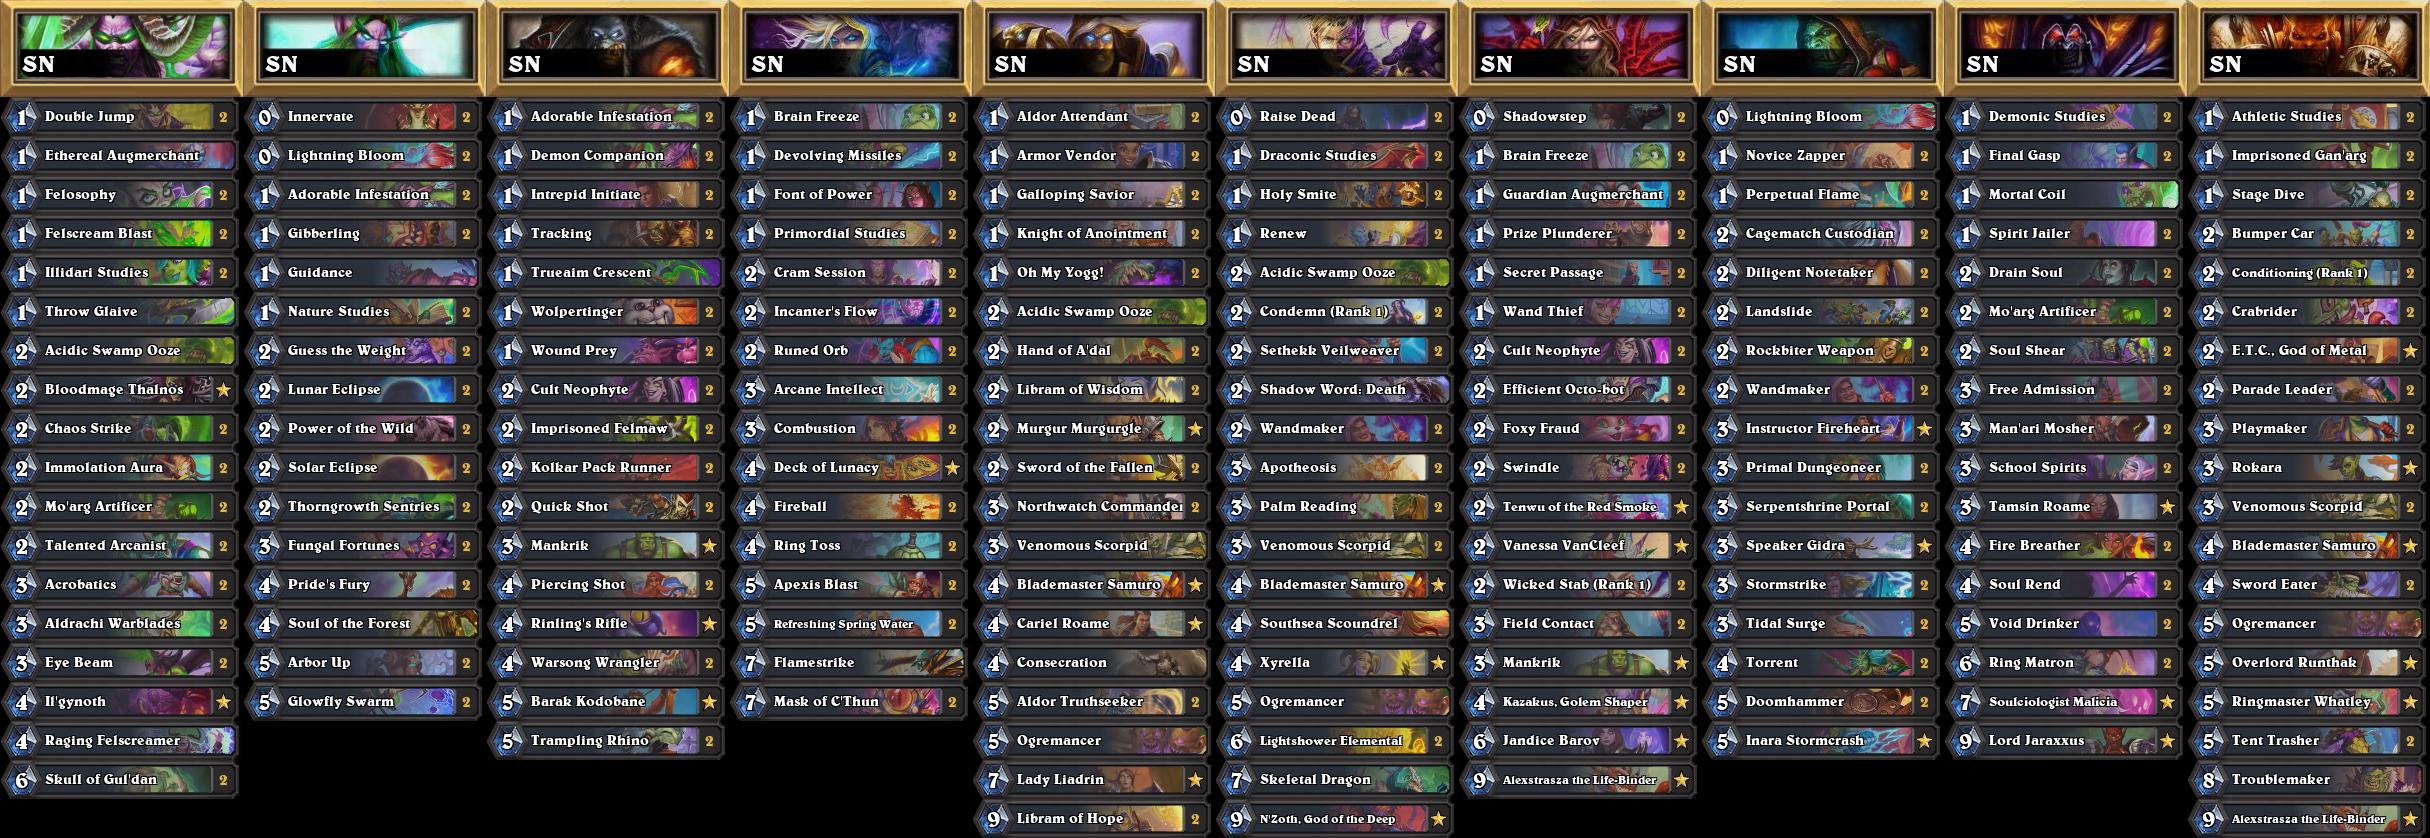 SN
1 Double Jump 2
1 Ethereal Augmerchant
1 Felosophy 2
1 Felscream Blast 2
1 Illidari Studies 2
1 Throw Glaive
2 Acidic Swamp Ooze
2 Bloodmage Thalnos
2 Chaos Strike 2
2 Immolation Aura 2
2 Mo'arg Artificer 2
2 Talented Arcanist 2
3 Acrobatics 2
3 Aldrachi Warblades 2
3 Eye Beam 2
4 Il'gynoth
4 Raging Felscreamer
6 Skull of Gul'dan 2
SN
0 Innervate 2
0 Lightning Bloom 2
1 Adorable Infestation 2
1 Gibberling 2
1 Guidance
1 Nature Studies 2
2 Guess the Weight 2
2 Lunar Eclipse 2
2 Power of the Wild 2
2 Solar Eclipse 2
2 Thorngrowth Sentries 2
3 Fungal Fortunes 2
4 Pride's Fury 2
4 Soul of the Forest
5 Arbor Up 2
5 Glowfly Swarm 2
SN
1 Adorable Infestation 2
1 Demon Companion 2
1 Intrepid Initiate 2
1 Tracking 2
1 Trueaim Crescent
1 Wolpertinger 2
1 Wound Prey 2
2 Cult Neophyte 2
2 Imprisoned Felmaw 2
2 Kolkar Pack Runner 2
2 Quick Shot 2
3 Mankrik
4 Piercing Shot 2
4 Rinling's Rifle
4 Warsong Wrangler 2
5 Barak Kodobane
5 Trampling Rhino 2
SN
1 Brain Freeze 2
1 Devolving Missiles 2
1 Font of Power 2
1 Primordial Studies 2
2 Cram Session 2
2 Incanter's Flow 2
2 Runed Orb 2
3 Arcane Intellect 2
3 Combustion 2
4 Deck of Lunacy
4 Fireball 2
4 Ring Toss 2
5 Apexis Blast 2
5 Refreshing Spring Water 2
7 Flamestrike
7 Mask of C'Thun 2
SN
1 Aldor Attendant 2
1 Armor Vendor 2
1 Galloping Savior 2
1 Knight of Anointment 2
1 Oh My Yogg! 2
2 Acidic Swamp Ooze
2 Hand of A'dal 2
2 Libram of Wisdom 2
2 Murgur Murgurgle
2 Sword of the Fallen 2
3 Northwatch Commander 2
3 Venomous Scorpid
4 Blademaster Samuro
4 Cariel Roame
4 Consecration
5 Aldor Truthseeker 2
5 Ogremancer
7 Lady Liadrin
9 Libram of Hope 2
SN
0 Raise Dead 2
1 Draconic Studies 2
1 Holy Smite 2
1 Renew 2
2 Acidic Swamp Ooze
2 Condemn (Rank 1) 2
2 Sethekk Veilweaver 2
2 Shadow Word: Death
2 Wandmaker 2
3 Apotheosis 2
3 Palm Reading 2
3 Venomous Scorpid 2
4 Blademaster Samuro
4 Southsea Scoundrel
4 Xyrella
5 Ogremancer
6 Lightshower Elemental 2
7 Skeletal Dragon
9 N'Zoth, God of the Deep
SN
0 Shadowstep 2
1 Brain Freeze 2
1 Guardian Augmerchant 2
1 Prize Plunderer 2
1 Secret Passage 2
1 Wand Thief 2
2 Cult Neophyte 2
2 Efficient Octo-bot 2
2 Foxy Fraud 2
2 Swindle 2
2 Tenwu of the Red Smoke
2 Vanessa VanCleef
2 Wicked Stab (Rank 1) 2
3 Field Contact 2
3 Mankrik
4 Kazakus, Golem Shaper
6 Jandice Barov
9 Alexstrasza the Life-Binder
SN
0 Lightning Bloom
1 Novice Zapper 2
1 Perpetual Flame 2
2 Cagematch Custodian 2
2 Diligent Notetaker 2
2 Landslide 2
2 Rockbiter Weapon 2
2 Wandmaker 2
3 Instructor Fireheart
3 Primal Dungeoneer 2
3 Serpentshrine Portal 2
3 Speaker Gidra
3 Stormstrike 2
3 Tidal Surge 2
4 Torrent 2
5 Doomhammer 2
5 Inara Stormcrash
SN
1 Demonic Studies 2
1 Final Gasp 2
1 Mortal Coil
1 Spirit Jailer 2
2 Drain Soul 2
2 Mo'arg Artificer 2
2 Soul Shear 2
3 Free Admission 2
3 Man'ari Mosher 2
3 School Spirits 2
3 Tamsin Roame
4 Fire Breather 2
4 Soul Rend 2
5 Void Drinker 2
6 Ring Matron 2
7 Soulciologist Malicia
9 Lord Jaraxxus
SN
1 Athletic Studies 2
1 Imprisoned Gan'arg 2
1 Stage Dive 2
2 Bumper Car 2
2 Conditioning (Rank 1) 2
2 Crabrider 2
2 E.T.C., God of Metal
2 Parade Leader 2
3 Playmaker 2
3 Rokara
3 Venomous Scorpid 2
4 Blademaster Samuro
4 Sword Eater 2
5 Ogremancer
5 Overlord Runthak
5 Ringmaster Whatley
5 Tent Trasher 2
8 Troublemaker
9 Alexstrasza the Life-Binder